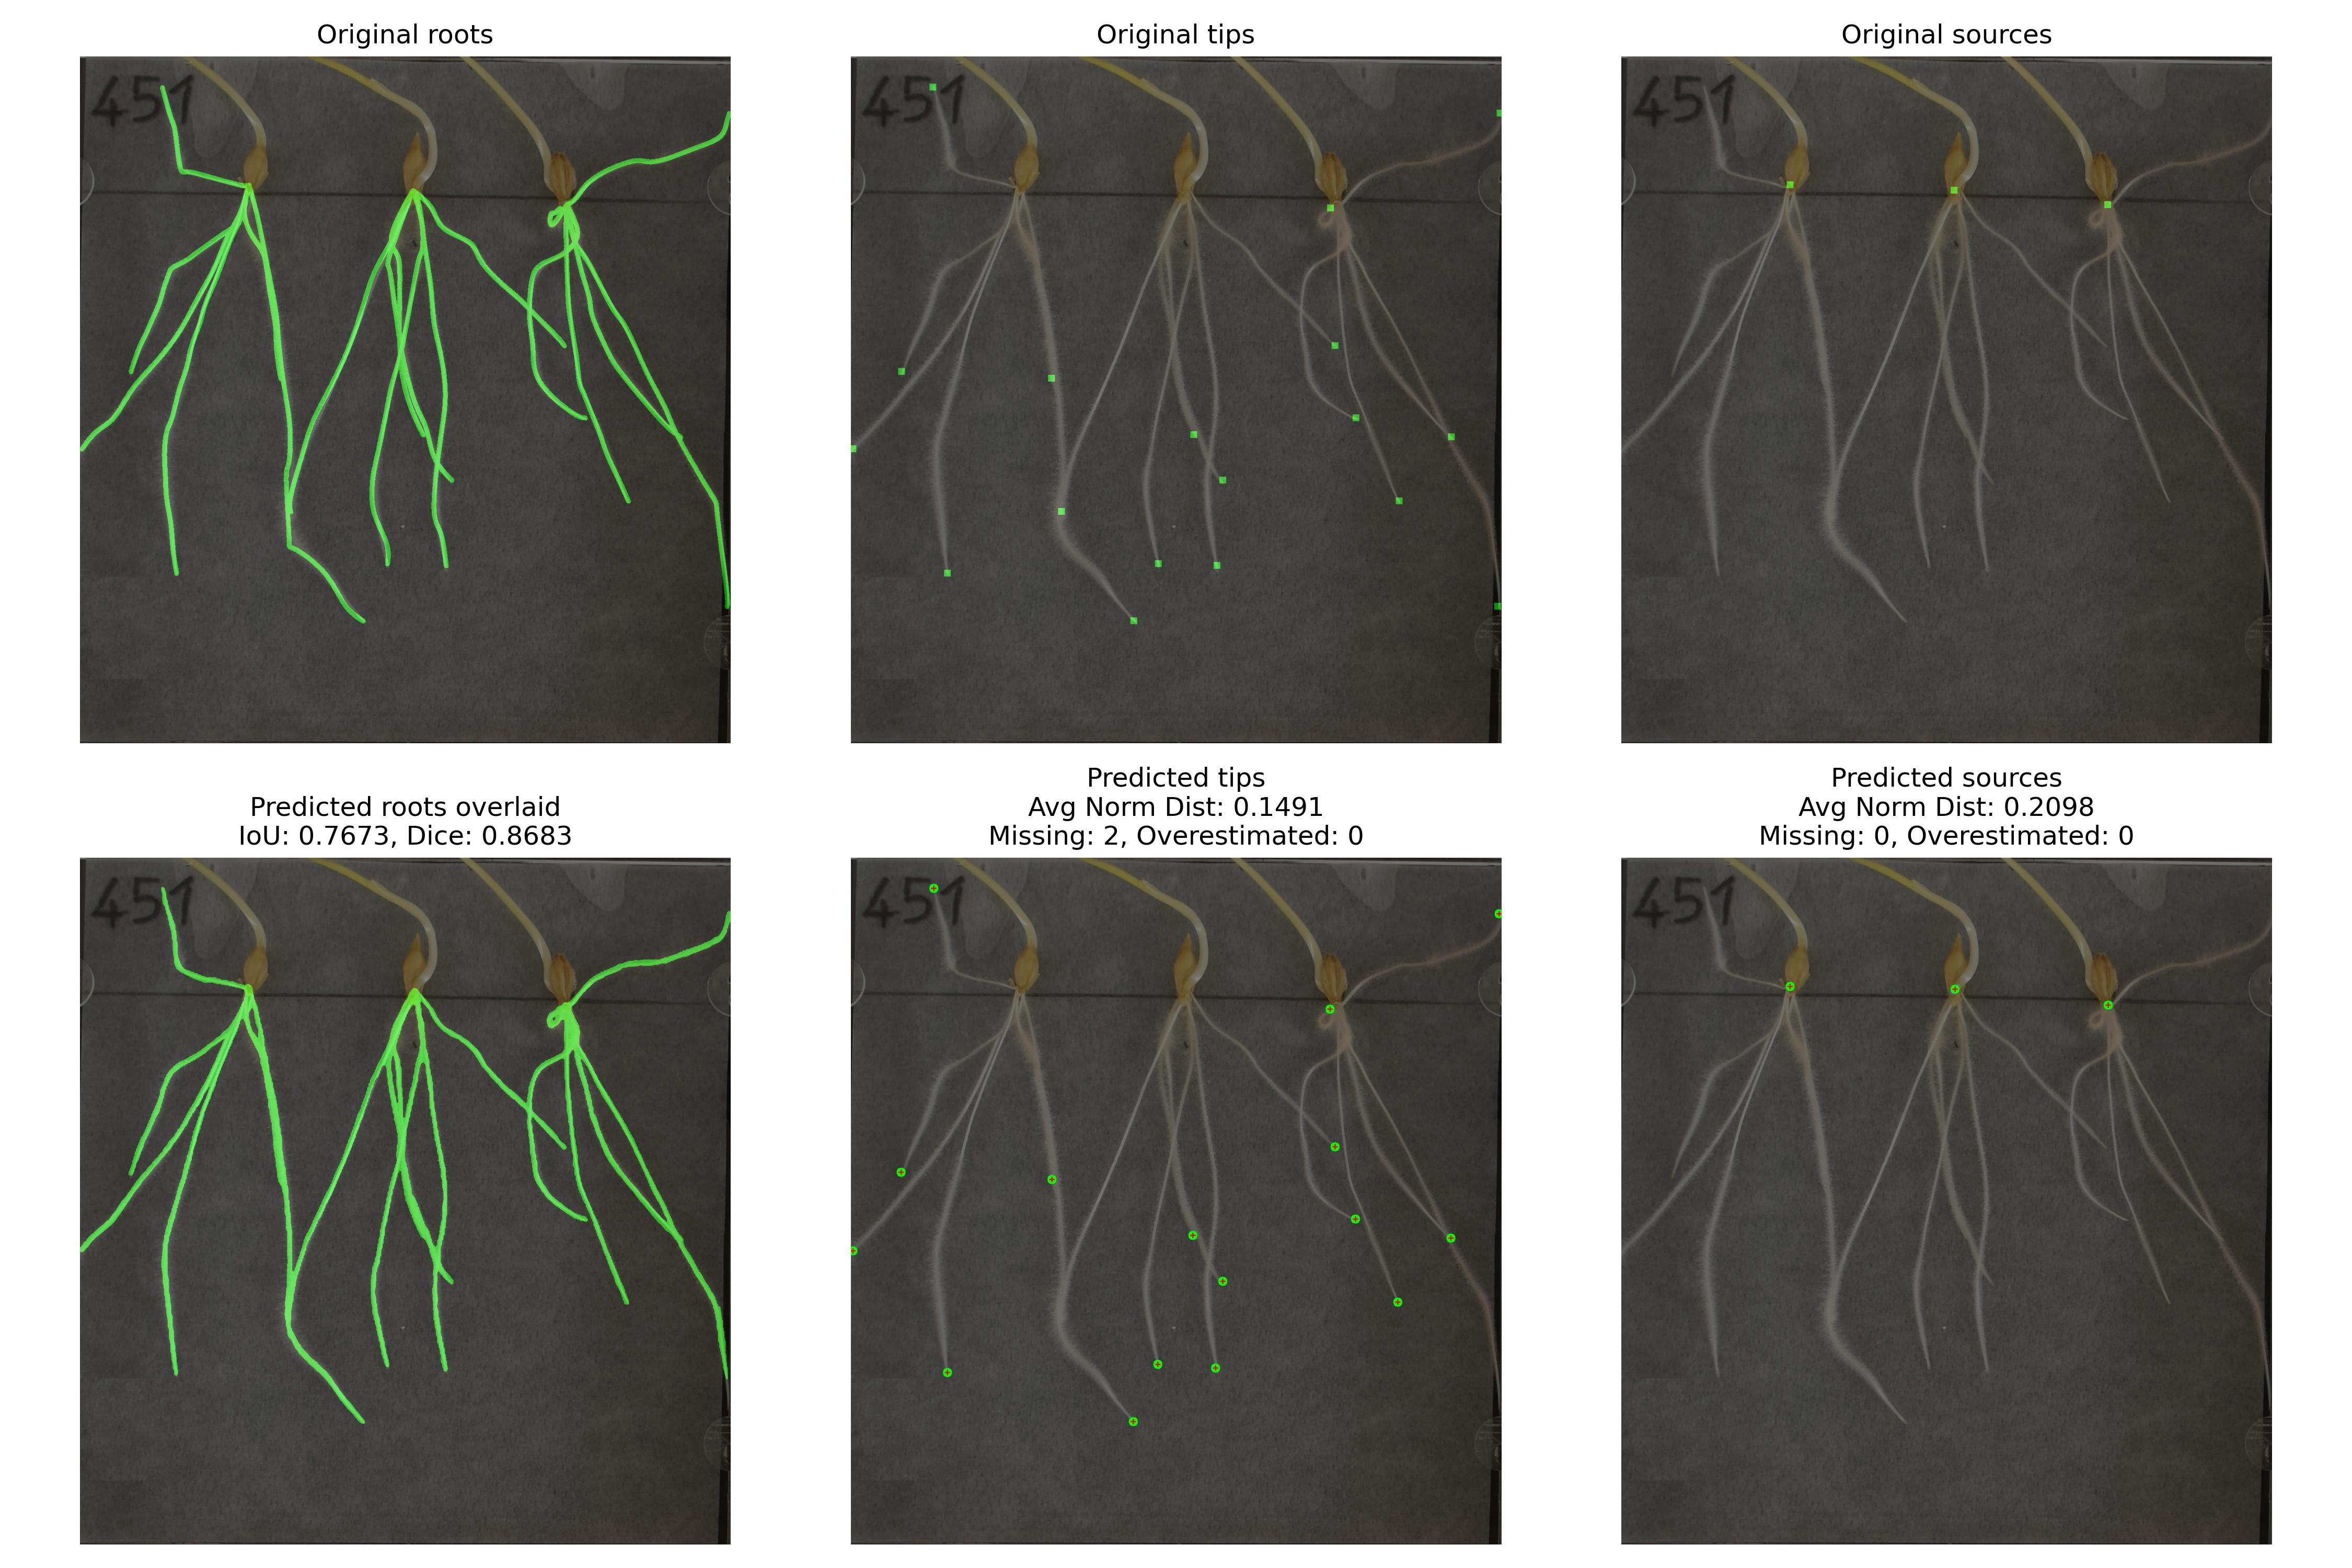 Original roots
Original tips
Original sources
451
451
451
Predicted roots overlaid
IoU: 0.7673, Dice: 0.8683
Predicted tips
Avg Norm Dist: 0.1491
Missing: 2, Overestimated: 0
Predicted sources
Avg Norm Dist: 0.2098
Missing: 0, Overestimated: 0
451
451
451